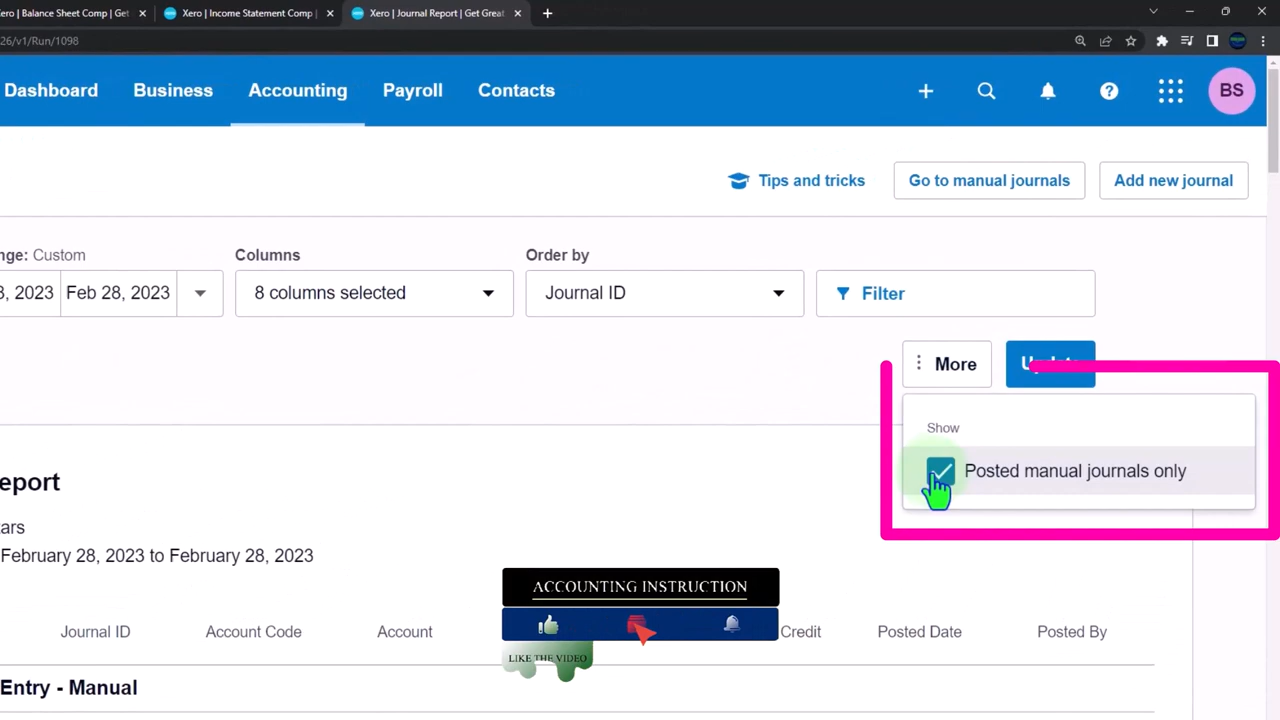 ero | Balance Sheet Comp | Get
Xero | Income Statement Comp |
Xero | Journal Report | Get Great
26/v1/Run/1098
Dashboard Business Accounting Payroll Contacts BS
Tips and tricks Go to manual journals Add new journal
nge: Custom Columns Order by
8, 2023 Feb 28, 2023 8 columns selected Journal ID Filter
More
Show
Posted manual journals only
eport
ars
February 28, 2023 to February 28, 2023
ACCOUNTING INSTRUCTION
Journal ID Account Code Account Credit Posted Date Posted By
LIKE THE VIDEO
Entry - Manual